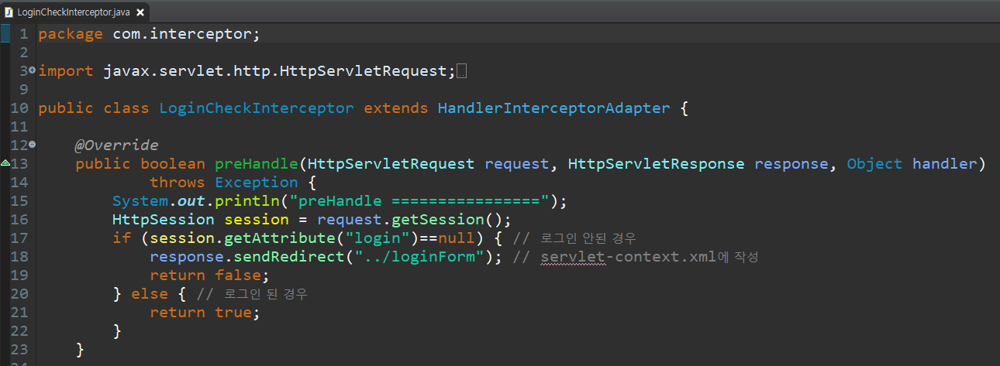 LoginCheckInterceptor.java
1 package com.interceptor;
2
3 import javax.servlet.http.HttpServletRequest;
9
10 public class LoginCheckInterceptor extends HandlerInterceptorAdapter {
11
12     @Override
13     public boolean preHandle(HttpServletRequest request, HttpServletResponse response, Object handler)
14             throws Exception {
15         System.out.println("preHandle ================");
16         HttpSession session = request.getSession();
17         if (session.getAttribute("login")==null) { // 로그인 안된 경우
18             response.sendRedirect("../loginForm"); // servlet-context.xml에 작성
19             return false;
20         } else { // 로그인 된 경우
21             return true;
22         }
23     }